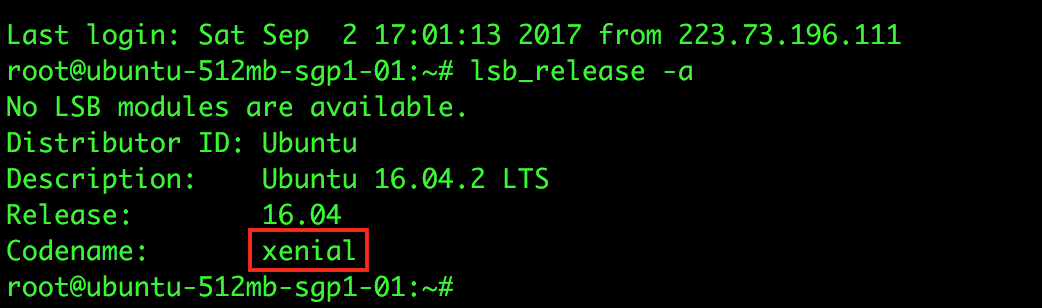 Last login: Sat Sep  2 17:01:13 2017 from 223.73.196.111
root@ubuntu-512mb-sgp1-01:~# lsb_release -a
No LSB modules are available.
Distributor ID: Ubuntu
Description:    Ubuntu 16.04.2 LTS
Release:        16.04
Codename:       xenial
root@ubuntu-512mb-sgp1-01:~#